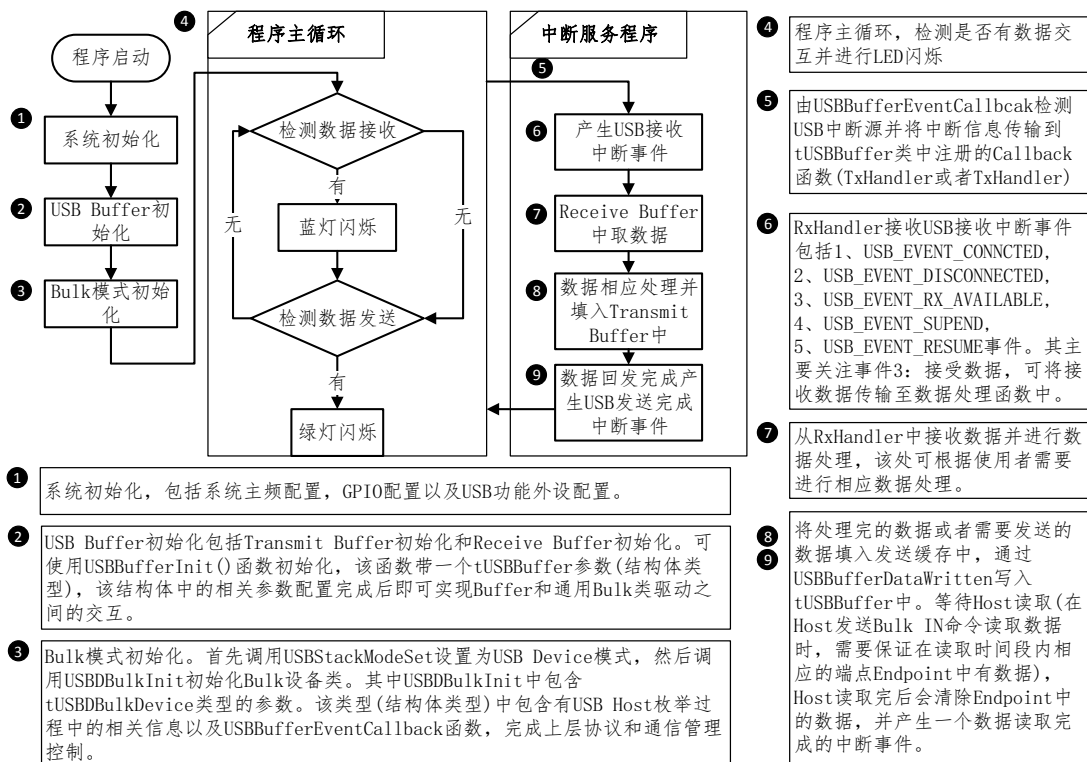 程序启动
❶
系统初始化
❷
USB Buffer初
始化
❸
Bulk模式初始
化
❹
程序主循环
检测数据接收
有
无
无
蓝灯闪烁
检测数据发送
有
绿灯闪烁
中断服务程序
❺
❻
产生USB接收
中断事件
❼
Receive Buffer
中取数据
❽
数据相应处理并
填入Transmit
Buffer中
❾
数据回发完成产
生USB发送完成
中断事件
❶
系统初始化，包括系统主频配置，GPIO配置以及USB功能外设配置。
❷
USB Buffer初始化包括Transmit Buffer初始化和Receive Buffer初始化。可
使用USBBufferInit()函数初始化，该函数带一个tUSBBuffer参数(结构体类
型)，该结构体中的相关参数配置完成后即可实现Buffer和通用Bulk类驱动之
间的交互。
❸
Bulk模式初始化。首先调用USBStackModeSet设置为USB Device模式，然后调
用USBDBulkInit初始化Bulk设备类。其中USBDBulkInit中包含
tUSBDBulkDevice类型的参数。该类型(结构体类型)中包含有USB Host枚举过
程中的相关信息以及USBBufferEventCallback函数，完成上层协议和通信管理
控制。
❹
程序主循环，检测是否有数据交
互并进行LED闪烁
❺
由USBBufferEventCallbcak检测
USB中断源并将中断信息传输到
tUSBBuffer类中注册的Callback
函数(TxHandler或者TxHandler)
❻
RxHandler接收USB接收中断事件
包括1、USB_EVENT_CONNCTED,
2、USB_EVENT_DISCONNECTED,
3、USB_EVENT_RX_AVAILABLE,
4、USB_EVENT_SUPEND,
5、USB_EVENT_RESUME事件。其主
要关注事件3：接受数据，可将接
收数据传输至数据处理函数中。
❼
从RxHandler中接收数据并进行数
据处理，该处可根据使用者需要
进行相应数据处理。
❽
❾
将处理完的数据或者需要发送的
数据填入发送缓存中，通过
USBBufferDataWritten写入
tUSBBuffer中。等待Host读取(在
Host发送Bulk IN命令读取数据
时，需要保证在读取时间段内相
应的端点Endpoint中有数据)，
Host读取完后会清除Endpoint中
的数据，并产生一个数据读取完
成的中断事件。